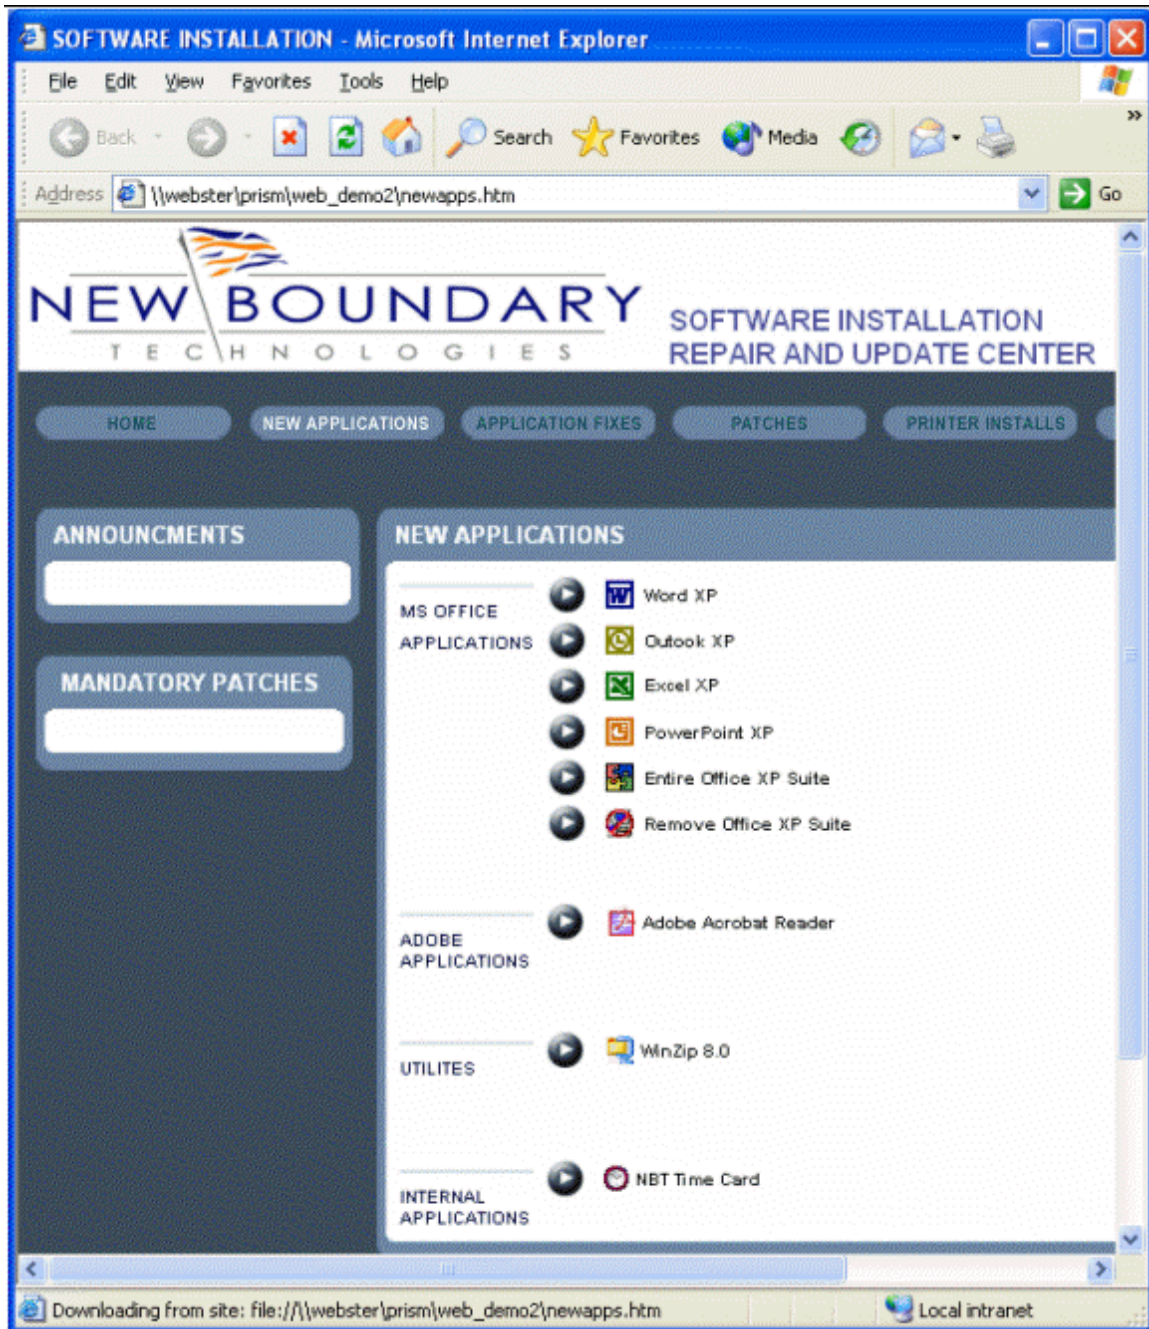 SOFTWARE INSTALLATION - Microsoft Internet Explorer
File Edit View Favorites Tools Help
Back Search Favorites Media »
Address \\webster\prism\web_demo2\newapps.htm Go
NEW BOUNDARY
TECHNOLOGIES
SOFTWARE INSTALLATION
REPAIR AND UPDATE CENTER
HOME NEW APPLICATIONS APPLICATION FIXES PATCHES PRINTER INSTALLS
ANNOUNCMENTS
MANDATORY PATCHES
NEW APPLICATIONS
MS OFFICE
APPLICATIONS
Word XP
Outook XP
Excel XP
PowerPoint XP
Entire Office XP Suite
Remove Office XP Suite
ADOBE
APPLICATIONS
Adobe Acrobat Reader
UTILITES
WinZip 8.0
INTERNAL
APPLICATIONS
NBT Time Card
Downloading from site: file://\\webster\prism\web_demo2\newapps.htm Local intranet